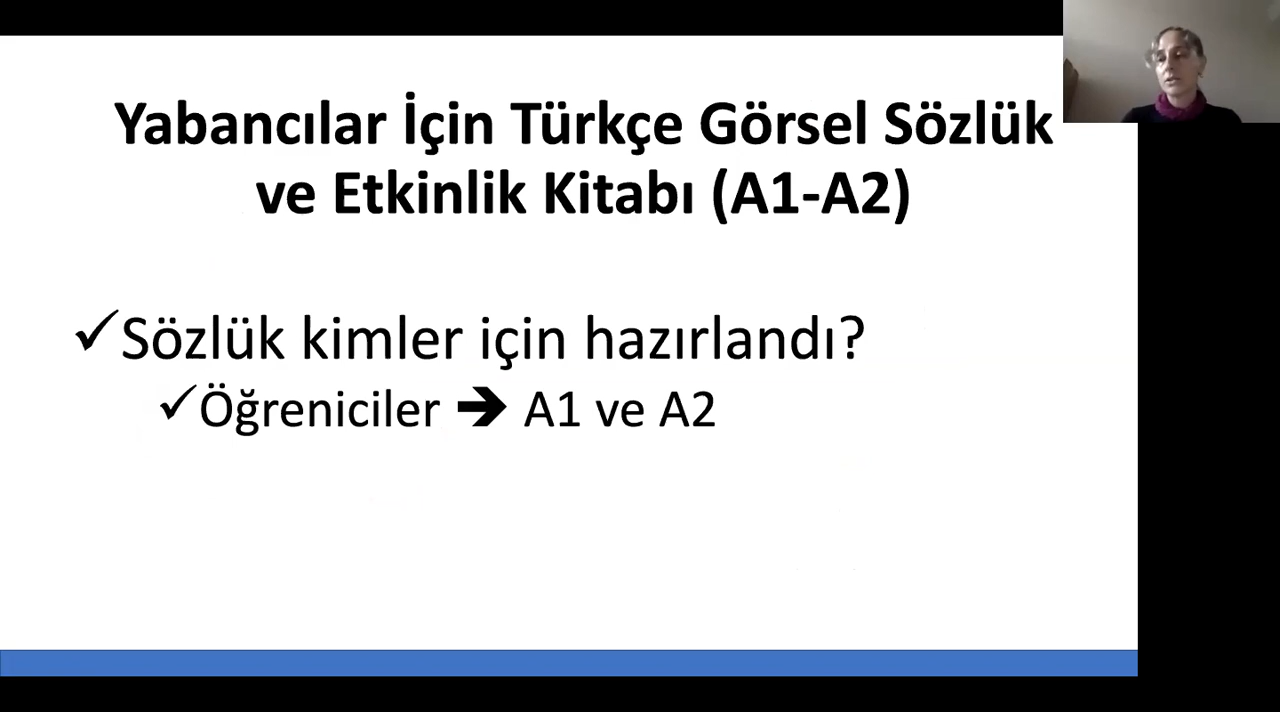 Yabancılar İçin Türkçe Görsel Sözlük
ve Etkinlik Kitabı (A1-A2)
✓Sözlük kimler için hazırlandı?
✓Öğreniciler ➔ A1 ve A2